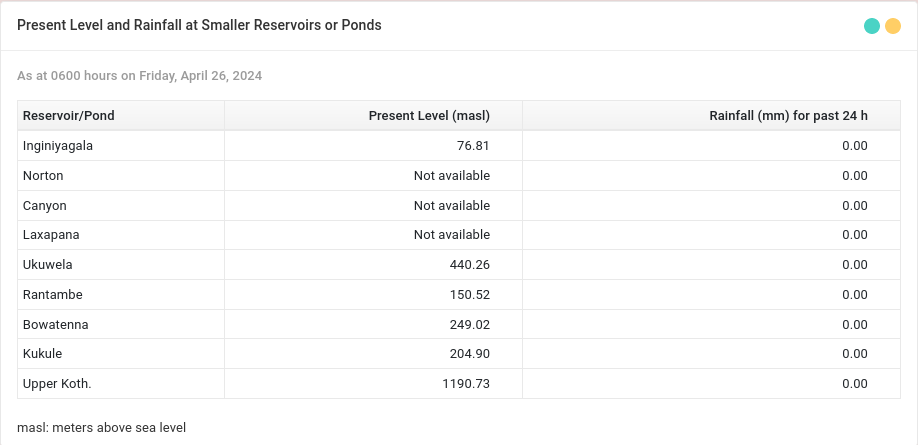 Present Level and Rainfall at Smaller Reservoirs or Ponds
As at 0600 hours on Friday, April 26, 2024
Reservoir/Pond Present Level (masl) Rainfall (mm) for past 24 h
Inginiyagala 76.81 0.00
Norton Not available 0.00
Canyon Not available 0.00
Laxapana Not available 0.00
Ukuwela 440.26 0.00
Rantambe 150.52 0.00
Bowatenna 249.02 0.00
Kukule 204.90 0.00
Upper Koth. 1190.73 0.00
masl: meters above sea level